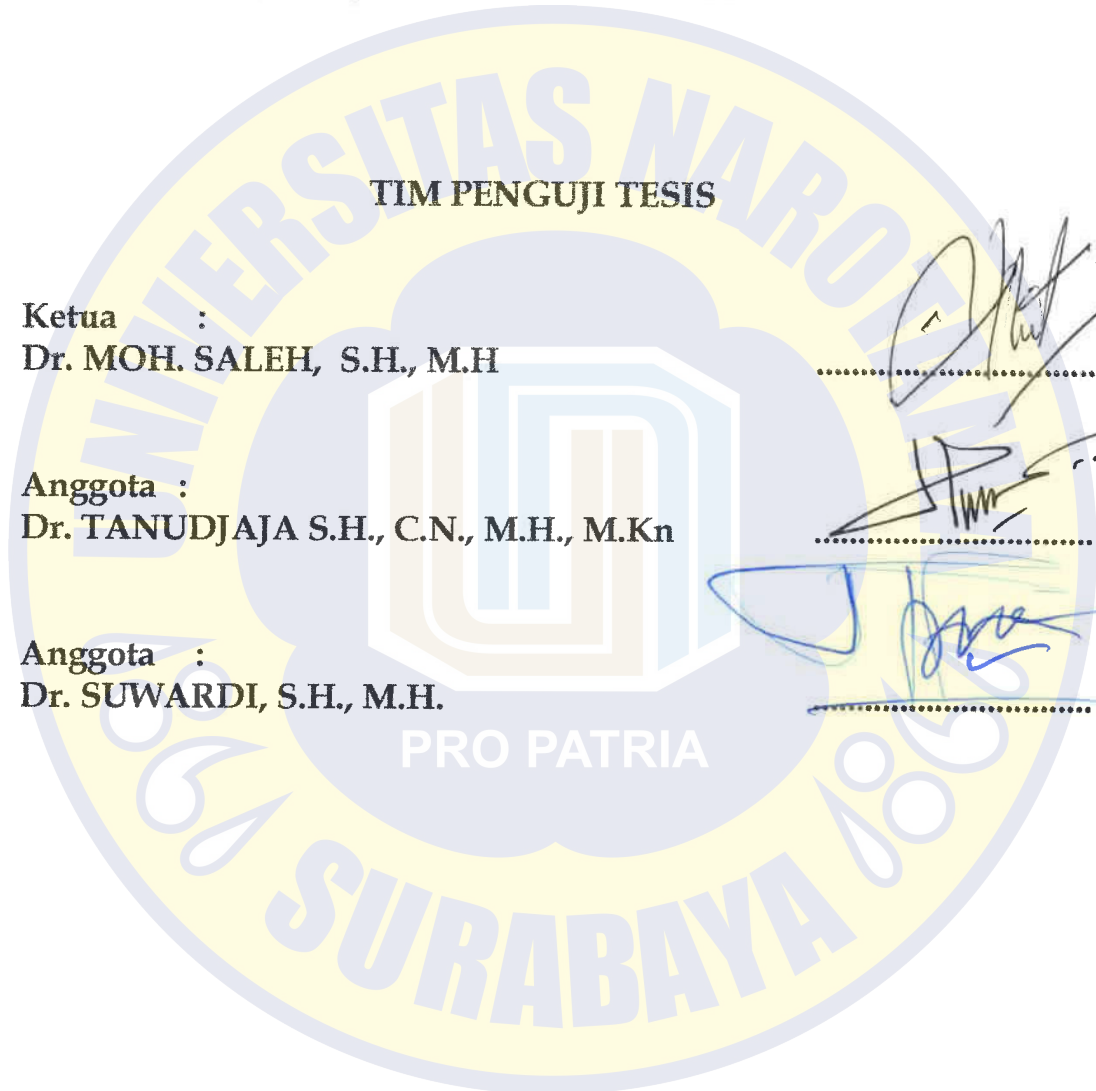 TIM PENGUJI TESIS
Ketua :
Dr. MOH. SALEH, S.H., M.H
Anggota :
Dr. TANUDJAJA S.H., C.N., M.H., M.Kn
Anggota :
Dr. SUWARDI, S.H., M.H.
UNIVERSITAS NAROTAMA
PRO PATRIA
SURABAYA